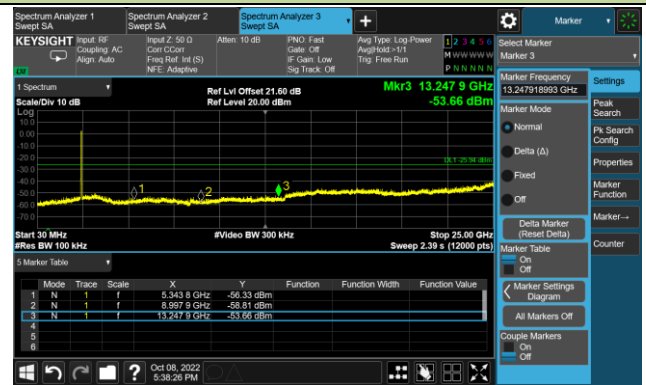 Spectrum Analyzer 1
Swept SA
Spectrum Analyzer 2
Swept SA
Spectrum Analyzer 3
Swept SA
Marker
KEYSIGHT
Input: RF
Coupling: AC
Align: Auto
Input Z: 50 Ω
Corr CCorr
Freq Ref: Int (S)
NFE: Adaptive
Atten: 10 dB
PNO: Fast
Gate: Off
IF Gain: Low
Sig Track: Off
Avg Type: Log-Power
Avg|Hold:>1/1
Trig: Free Run
1 2 3 4 5 6
M W W W W W
P N N N N N
Select Marker
Marker 3
1 Spectrum
Scale/Div 10 dB
Log
Ref Lvl Offset 21.60 dB
Ref Level 20.00 dBm
Mkr3 13.247 9 GHz
-53.66 dBm
10.0
0.00
-10.0
-20.0
-30.0
-40.0
-50.0
-60.0
-70.0
1
2
3
Start 30 MHz
#Res BW 100 kHz
#Video BW 300 kHz
Stop 25.00 GHz
Sweep 2.39 s (12000 pts)
5 Marker Table
Mode Trace Scale X Y Function Function Width Function Value
1 N 1 f 5.343 8 GHz -56.33 dBm
2 N 1 f 8.997 9 GHz -58.81 dBm
3 N 1 f 13.247 9 GHz -53.66 dBm
4
5
6
Marker Frequency
13.247918993 GHz
Marker Mode
Normal
Delta (Δ)
Fixed
Off
Delta Marker
(Reset Delta)
Marker Table
On
Off
Marker Settings
Diagram
All Markers Off
Couple Markers
On
Off
Settings
Peak
Search
Pk Search
Config
Properties
Marker
Function
Marker→
Counter
?
Oct 08, 2022
5:38:26 PM